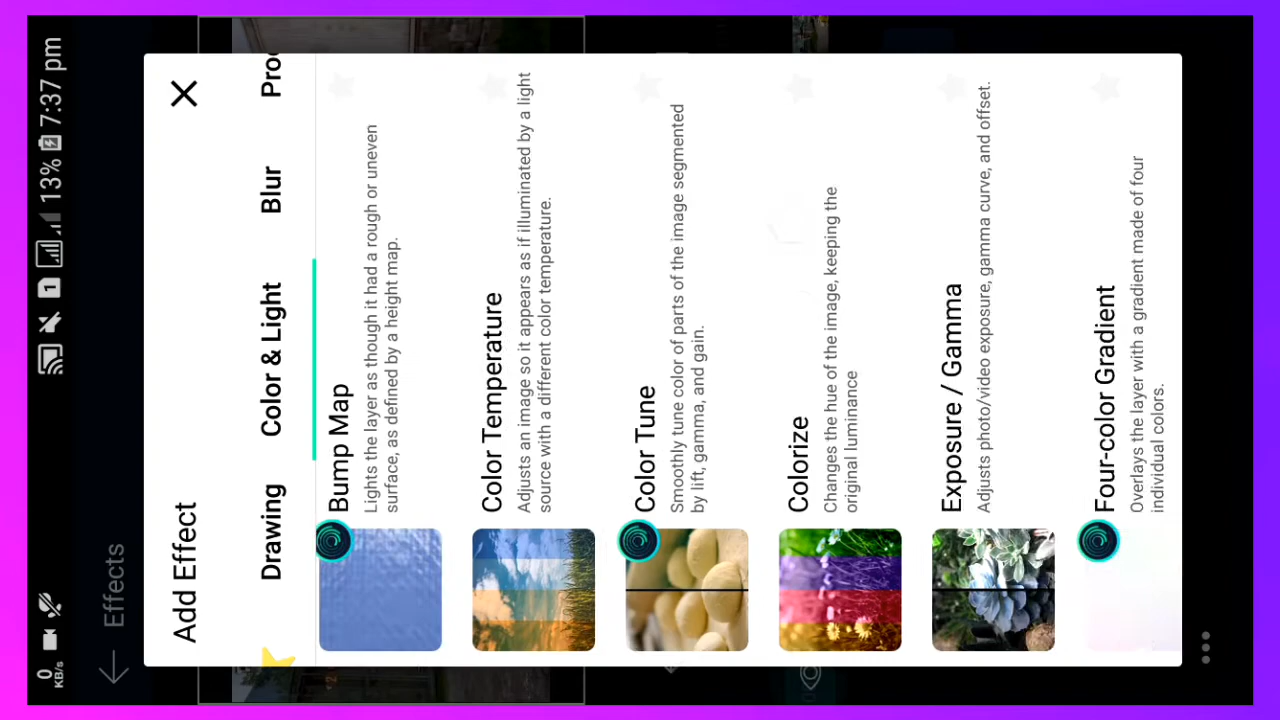 0
KB/s
1
13%
7:37 pm
Effects
Add Effect
Drawing
Color & Light
Blur
Bump Map
Lights the layer as though it had a rough or uneven
surface, as defined by a height map.
Color Temperature
Adjusts an image so it appears as if illuminated by a light
source with a different color temperature.
Color Tune
Smoothly tune color of parts of the image segmented
by lift, gamma, and gain.
Colorize
Changes the hue of the image, keeping the
original luminance
Exposure / Gamma
Adjusts photo/video exposure, gamma curve, and offset.
Four-color Gradient
Overlays the layer with a gradient made of four
individual colors.